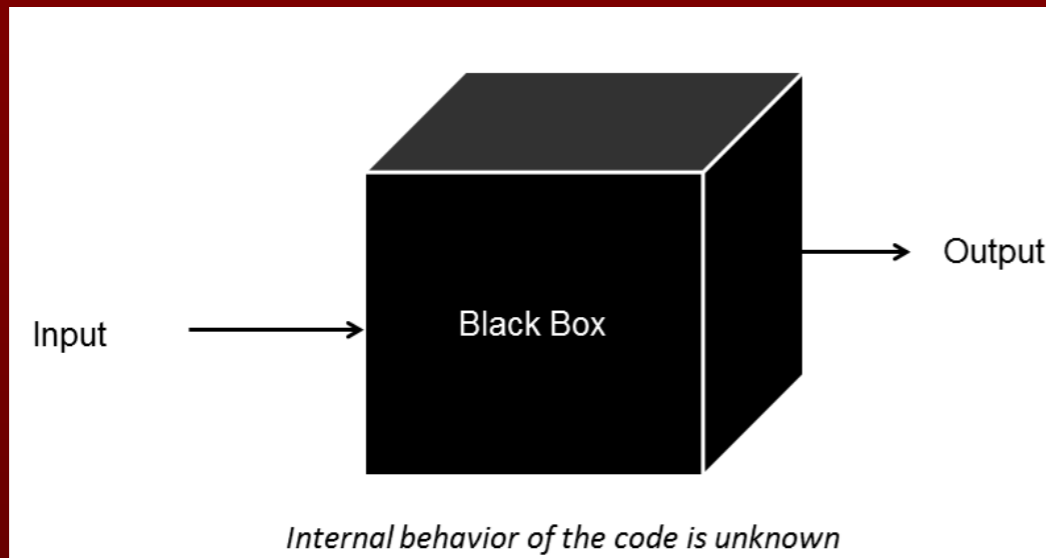 Output
Input
Black Box
Internal behavior of the code is unknown